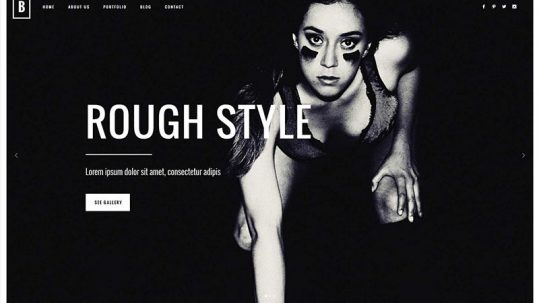 B
HOME ABOUT US PORTFOLIO BLOG CONTACT
ROUGH STYLE
Lorem ipsum dolor sit amet, consectetur adipis
SEE GALLERY